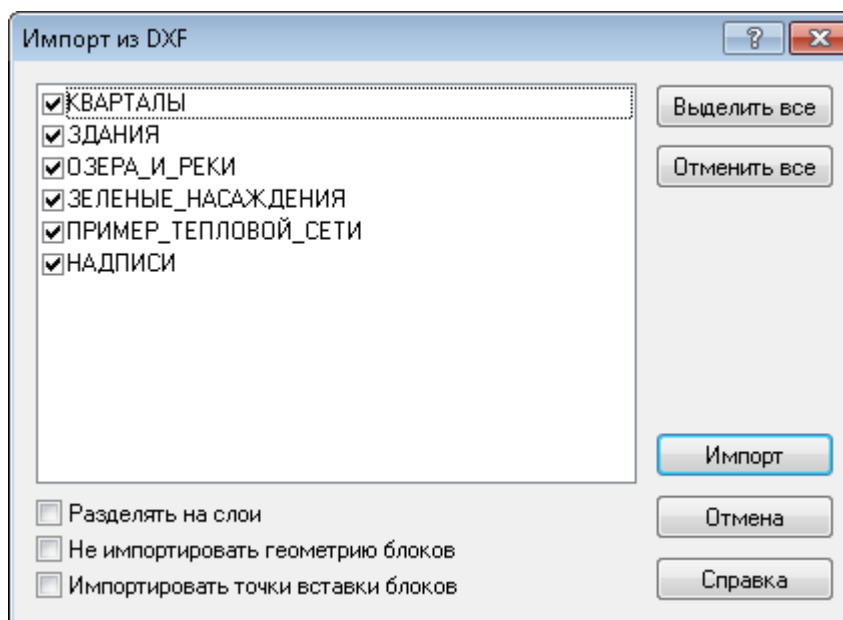 Импорт из DXF
КВАРТАЛЫ
ЗДАНИЯ
ОЗЕРА_И_РЕКИ
ЗЕЛЕНЫЕ_НАСАЖДЕНИЯ
ПРИМЕР_ТЕПЛОВОЙ_СЕТИ
НАДПИСИ
Выделить все
Отменить все
Импорт
Отмена
Справка
Разделять на слои
Не импортировать геометрию блоков
Импортировать точки вставки блоков